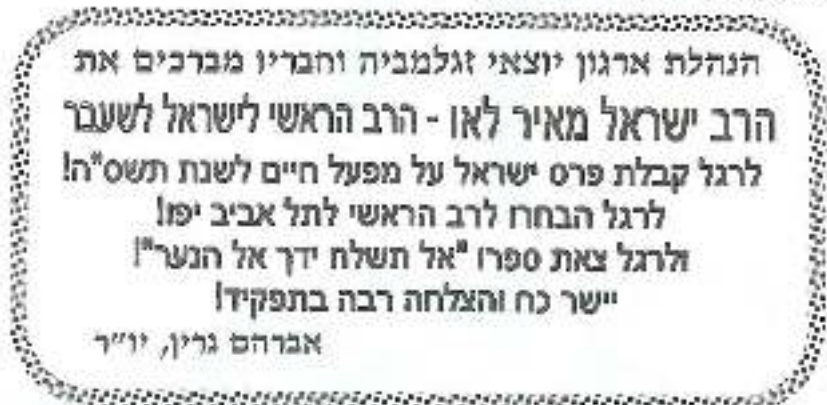 הנהלת ארגון יוצאי זגלמביה וחבריו מברכים את
הרב ישראל מאיר לאו - הרב הראשי לישראל לשעבר
לרגל קבלת פרס ישראל על מפעל חיים לשנת תשס"ה!
לרגל הבחרו לרב הראשי לתל אביב יפו!
ולרגל צאת ספרו "אל תשלח ידך אל הנער"!
יישר כח והצלחה רבה בתפקיד!
אברהם גרין, יו"ר